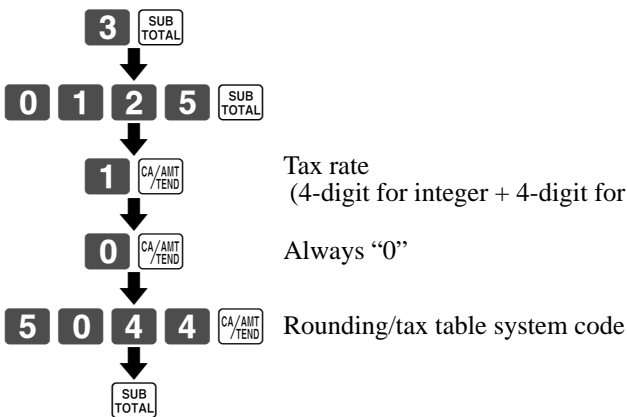 3 SUB TOTAL
0 1 2 5 SUB TOTAL
1 CA/AMT /TEND Tax rate
(4-digit for integer + 4-digit for
0 CA/AMT /TEND Always “0”
5 0 4 4 CA/AMT /TEND Rounding/tax table system code
SUB TOTAL